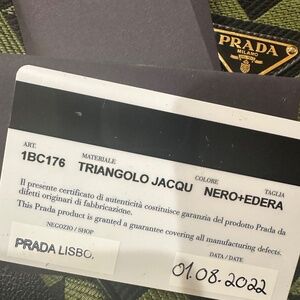 PRADA
MILANO
ART.
MATERIALE
COLORE
TAGLIA
1BC176
TRIANGOLO JACQU
NERO+EDERA
Il presente certificato di autenticità costituisce garanzia del prodotto Prada da
difetti originari di fabbricazione.
This Prada product is granted a guarantee covering all manufacturing defects.
NEGOZIO / SHOP
DATA / DATE
PRADA LISBO,
01.08.2022